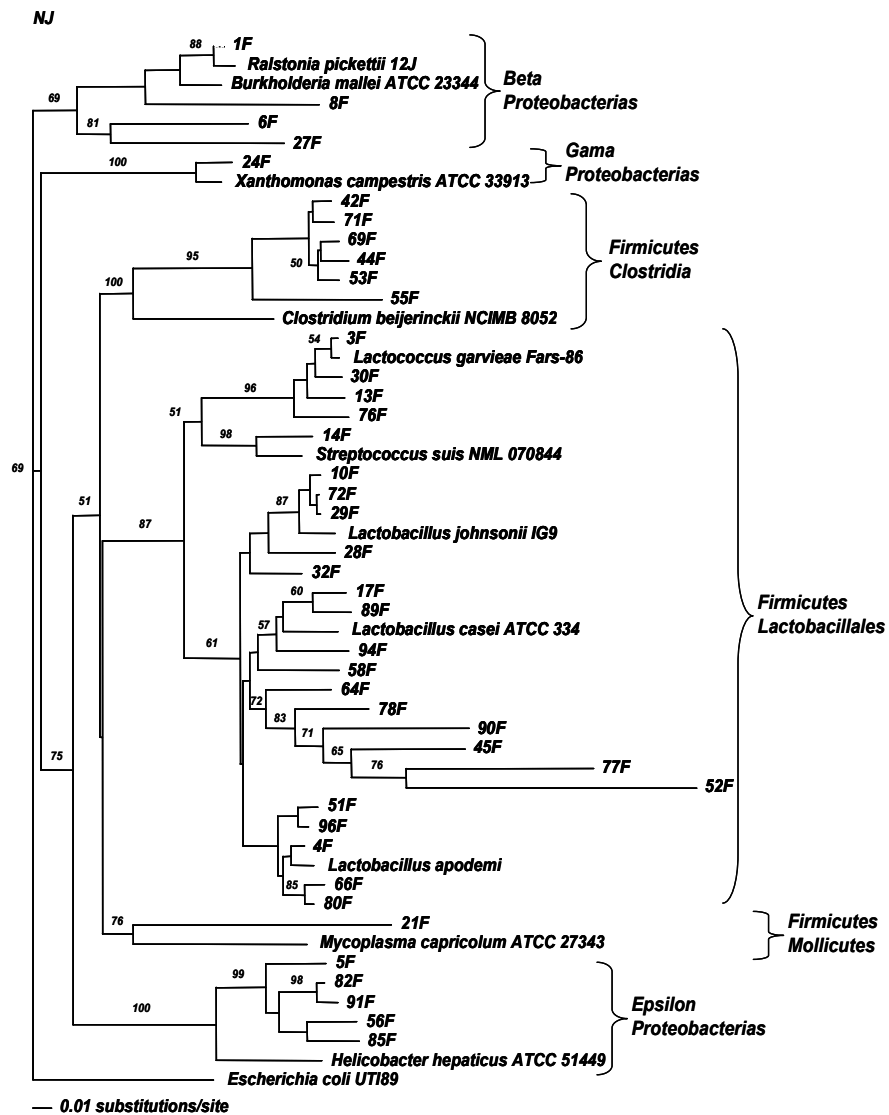 NJ
88
1F
Ralstonia pickettii 12J
Burkholderia mallei ATCC 23344
Beta
Proteobacterias
69
8F
81
6F
27F
100
24F
Xanthomonas campestris ATCC 33913
Gama
Proteobacterias
42F
71F
69F
95
50
44F
53F
Firmicutes
Clostridia
100
55F
Clostridium beijerinckii NCIMB 8052
54
3F
Lactococcus garvieae Fars-86
30F
96
13F
51
76F
98
14F
Streptococcus suis NML 070844
69
10F
51
87
72F
29F
87
Lactobacillus johnsonii IG9
28F
32F
60
17F
89F
57
Lactobacillus casei ATCC 334
61
94F
58F
Firmicutes
Lactobacillales
64F
72
78F
83
71
90F
65
45F
75
76
77F
52F
51F
96F
4F
Lactobacillus apodemi
85
66F
80F
76
21F
Mycoplasma capricolum ATCC 27343
Firmicutes
Mollicutes
5F
99
98
82F
91F
100
56F
85F
Epsilon
Proteobacterias
Helicobacter hepaticus ATCC 51449
Escherichia coli UTI89
0.01 substitutions/site